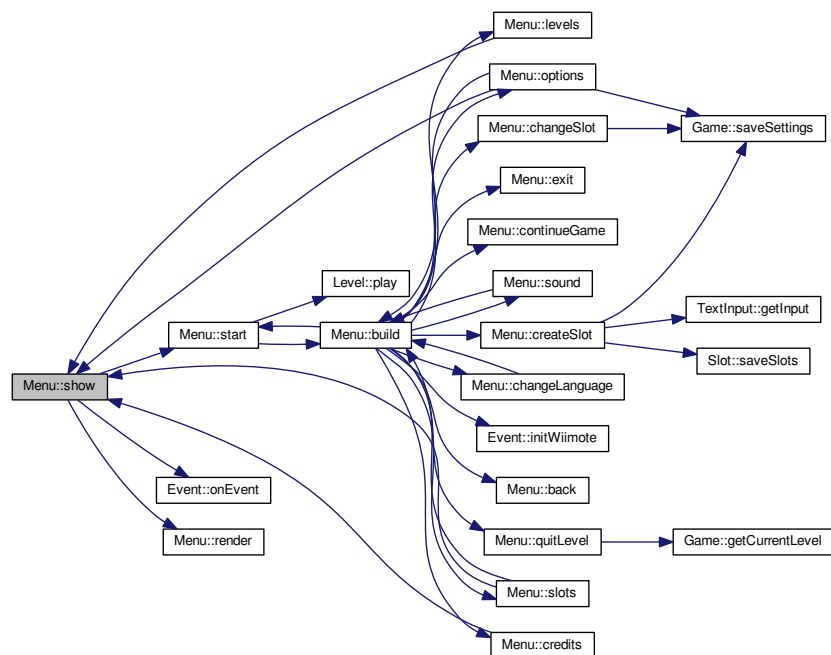 Menu::levels
Menu::options
Menu::changeSlot
Game::saveSettings
Menu::exit
Menu::continueGame
Level::play
Menu::sound
Menu::start
Menu::build
Menu::createSlot
TextInput::getInput
Slot::saveSlots
Menu::show
Menu::changeLanguage
Event::initWiimote
Event::onEvent
Menu::back
Menu::render
Menu::quitLevel
Game::getCurrentLevel
Menu::slots
Menu::credits